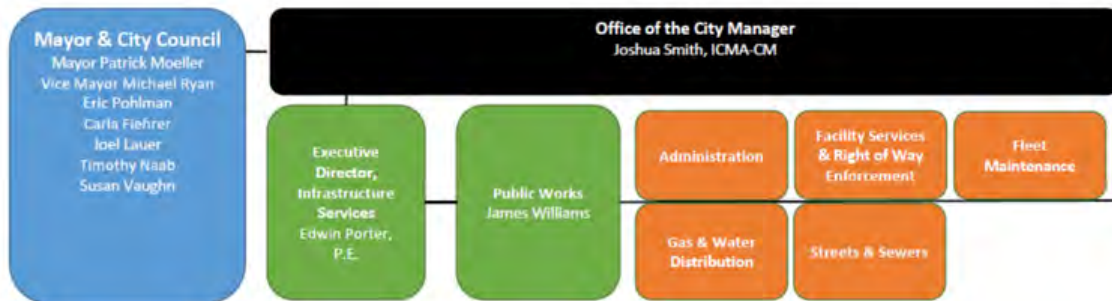 Mayor & City Council
Mayor Patrick Moeller
Vice Mayor Michael Ryan
Eric Pohlman
Carla Fiehrer
Joel Lauer
Timothy Naab
Susan Vaughn
Office of the City Manager
Joshua Smith, ICMA-CM
Executive
Director,
Infrastructure
Services
Edwin Porter,
P.E.
Public Works
James Williams
Administration
Facility Services
& Right of Way
Enforcement
Fleet
Maintenance
Gas & Water
Distribution
Streets & Sewers